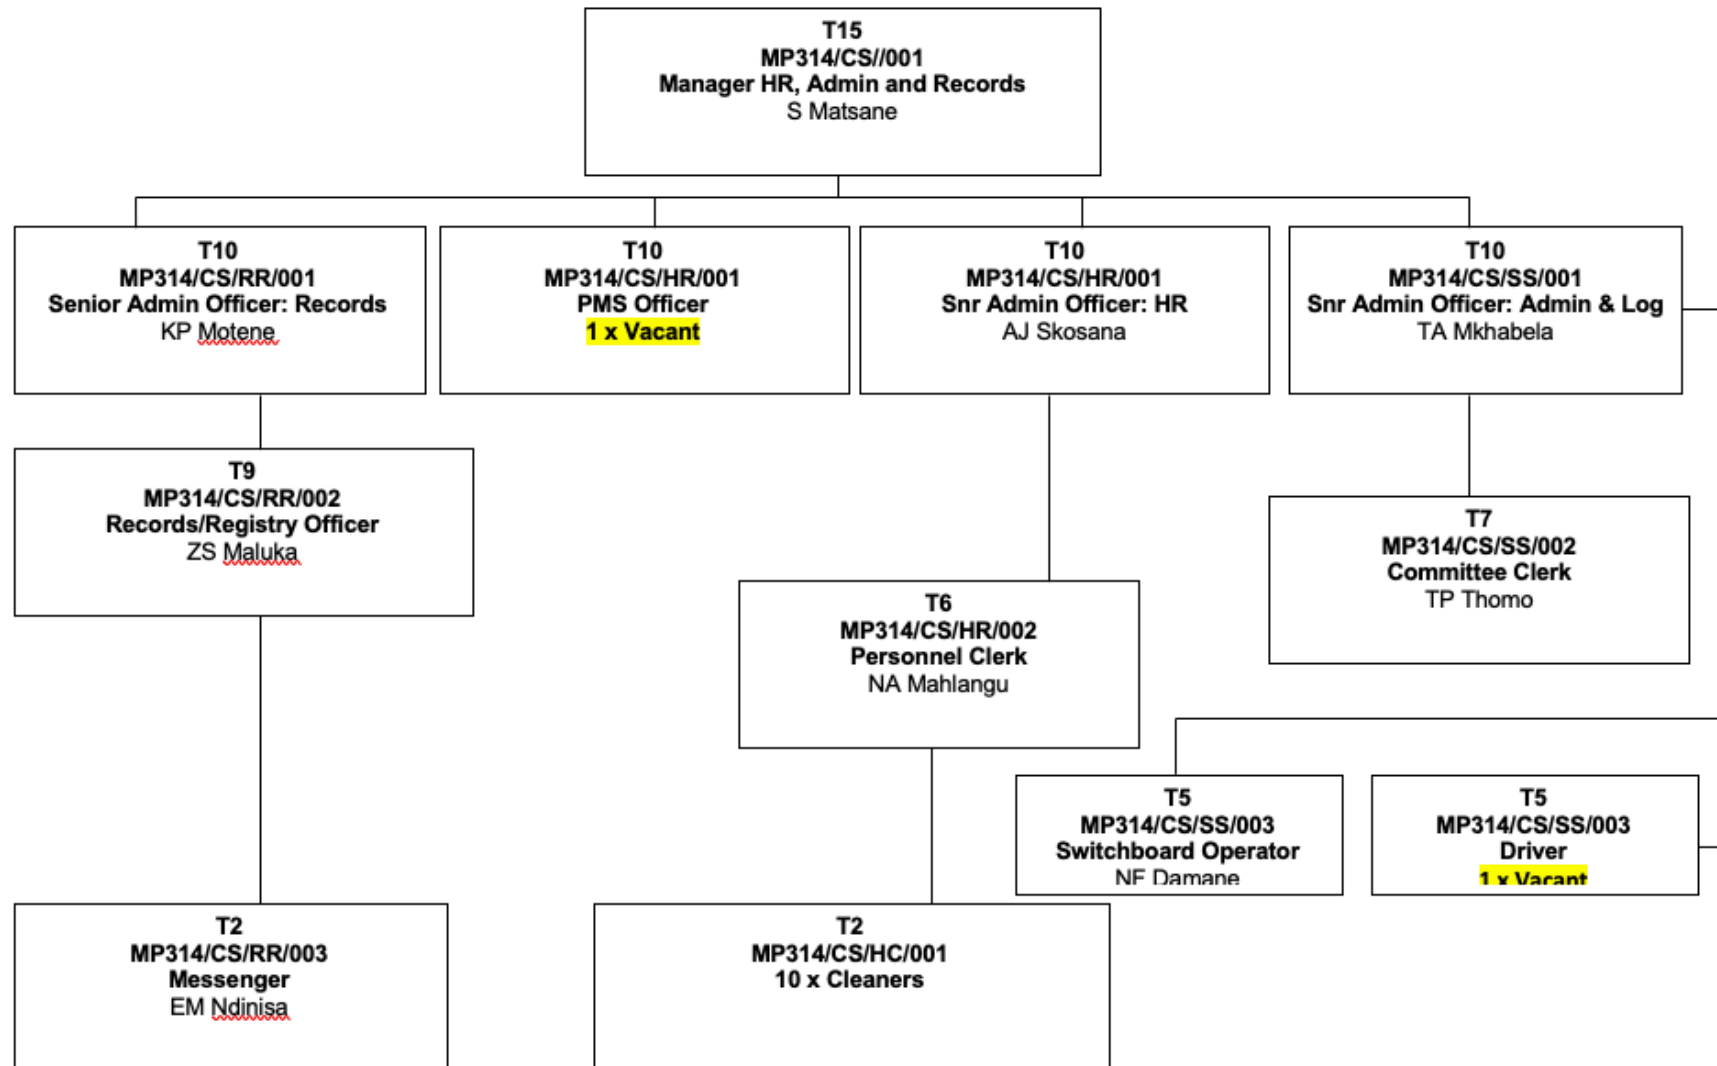 T15
MP314/CS//001
Manager HR, Admin and Records
S Matsane
T10
MP314/CS/RR/001
Senior Admin Officer: Records
KP Motene
T10
MP314/CS/HR/001
PMS Officer
1 x Vacant
T10
MP314/CS/HR/001
Snr Admin Officer: HR
AJ Skosana
T10
MP314/CS/SS/001
Snr Admin Officer: Admin & Log
TA Mkhabela
T9
MP314/CS/RR/002
Records/Registry Officer
ZS Maluka
T7
MP314/CS/SS/002
Committee Clerk
TP Thomo
T6
MP314/CS/HR/002
Personnel Clerk
NA Mahlangu
T5
MP314/CS/SS/003
Switchboard Operator
Damane
T5
MP314/CS/SS/003
Driver
1 x Vacant
T2
MP314/CS/RR/003
Messenger
EM Ndinisa
T2
MP314/CS/HC/001
10 x Cleaners